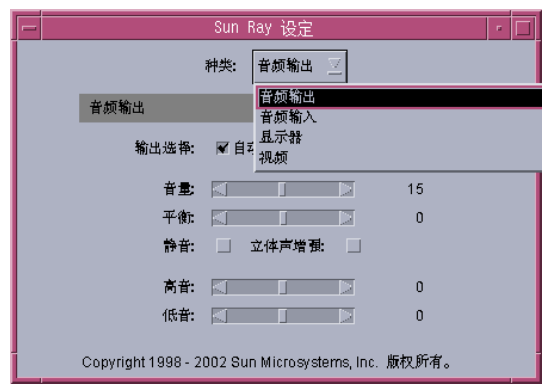 Sun Ray 设定
种类: 音频输出
音频输出
音频输出
音频输入
显示器
视频
输出选择: 自
音量: 15
平衡: 0
静音: 立体声增强:
高音: 0
低音: 0
Copyright 1998 - 2002 Sun Microsystems, Inc. 版权所有。